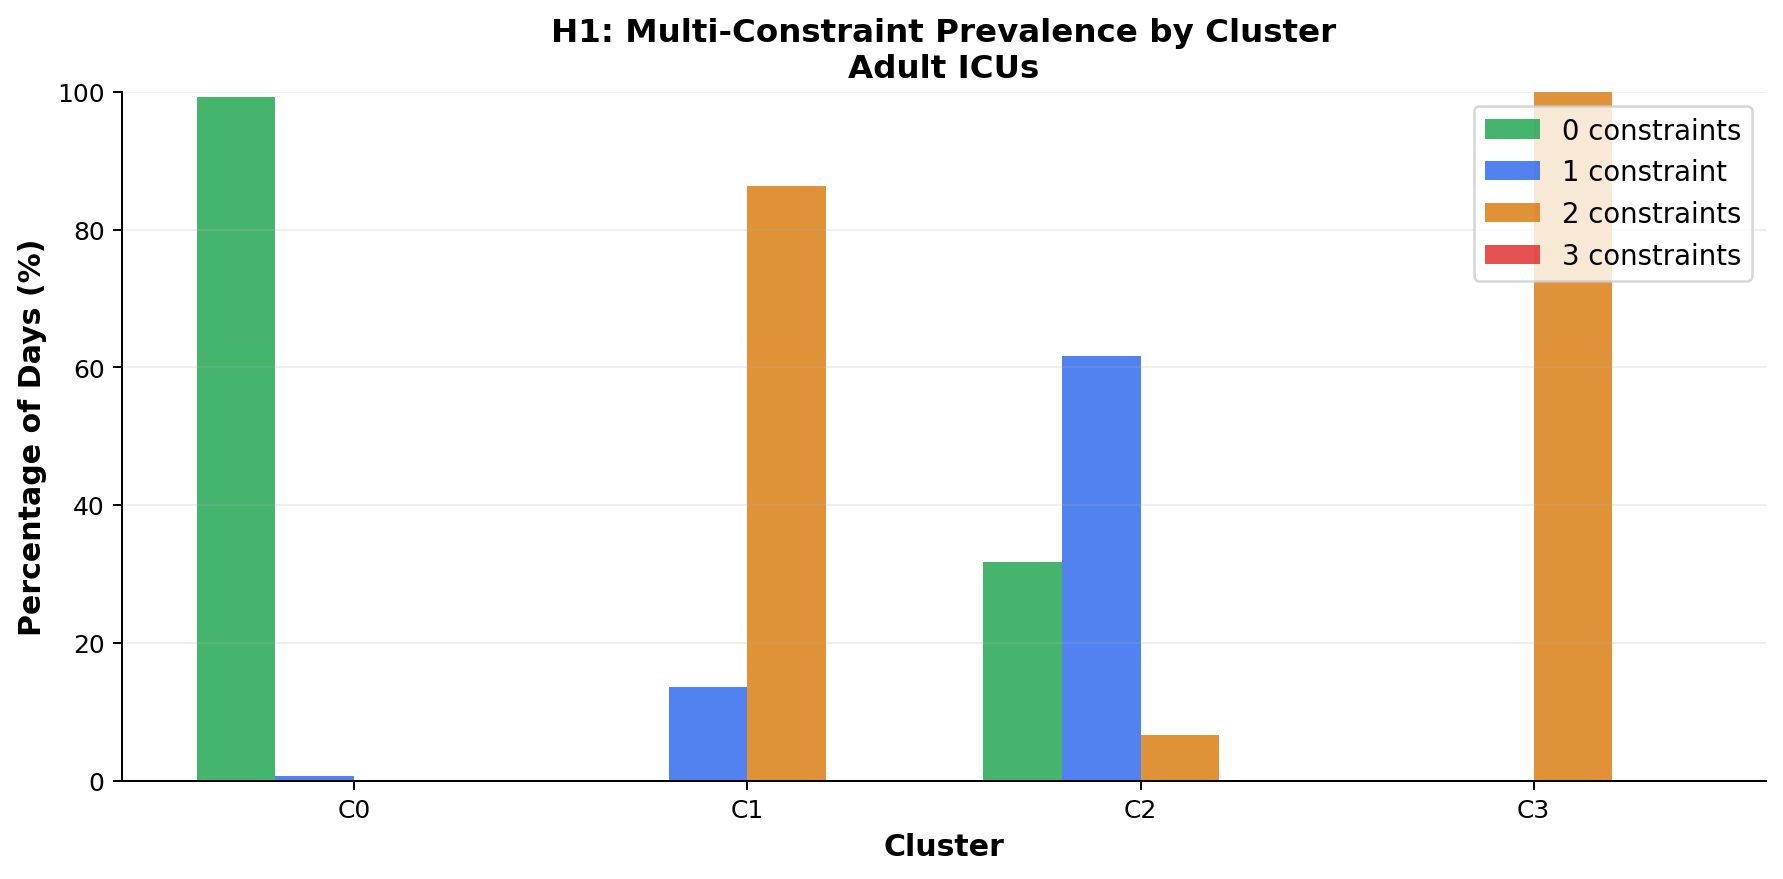 H1: Multi-Constraint Prevalence by Cluster
Adult ICUs
Percentage of Days (%)
100
80
60
40
20
0
0 constraints
1 constraint
2 constraints
3 constraints
C0
C1
C2
C3
Cluster